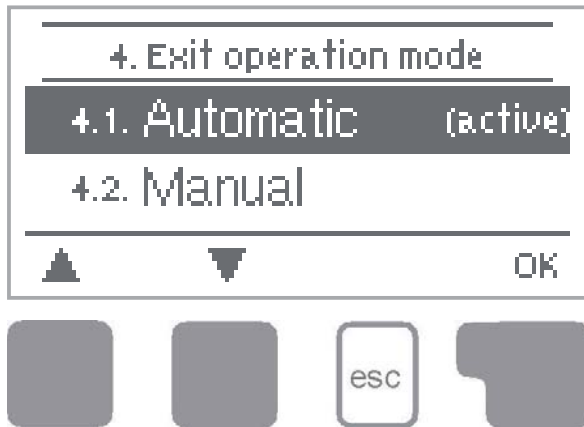 4. Exit operation mode
4.1. Automatic (active)
4.2. Manual
▲ ▼ OK
esc